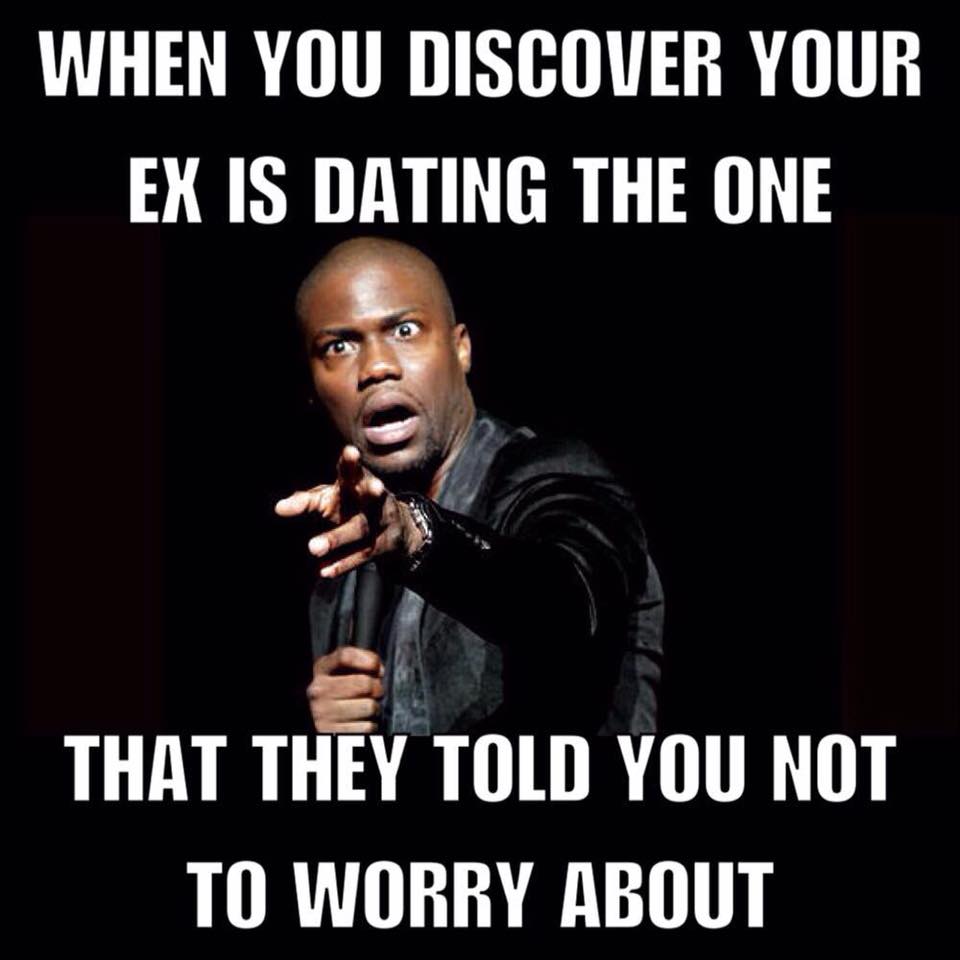 WHEN YOU DISCOVER YOUR
EX IS DATING THE ONE
THAT THEY TOLD YOU NOT
TO WORRY ABOUT